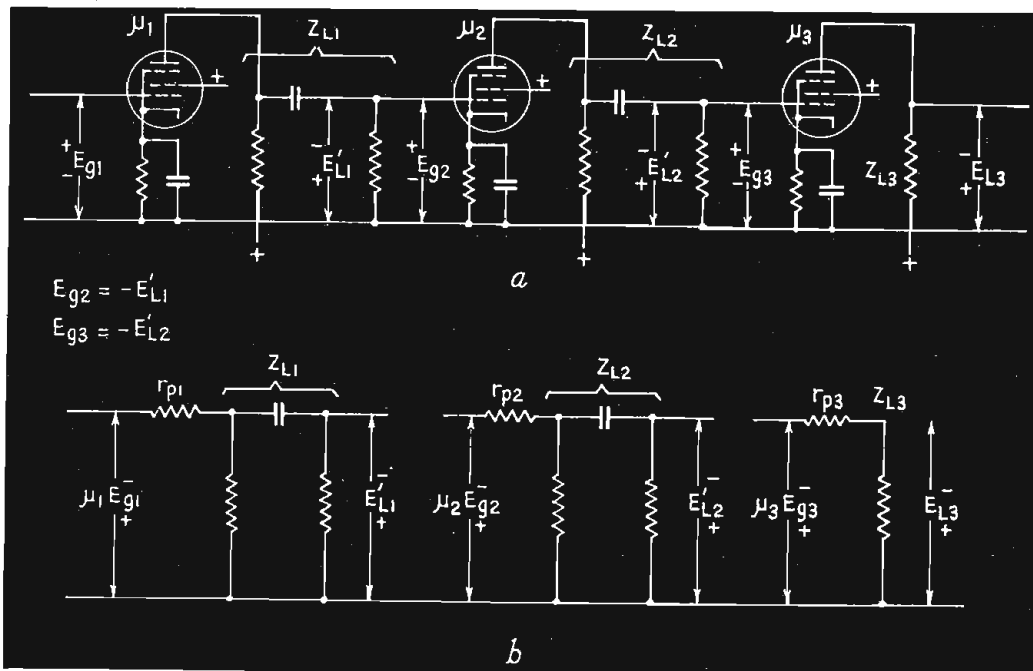 μ1 ZL1 μ2 ZL2 μ3
+ + +
+ Eg1 - - E'L1 + + Eg2 - - E'L2 + + Eg3 - ZL3 - EL3 +
+ + +
a
Eg2 = -E'L1
Eg3 = -E'L2
rp1 ZL1 rp2 ZL2 rp3 ZL3
μ1 Eg1 - + E'L1 - + μ2 Eg2 - + E'L2 - + μ3 Eg3 - + EL3 - +
b